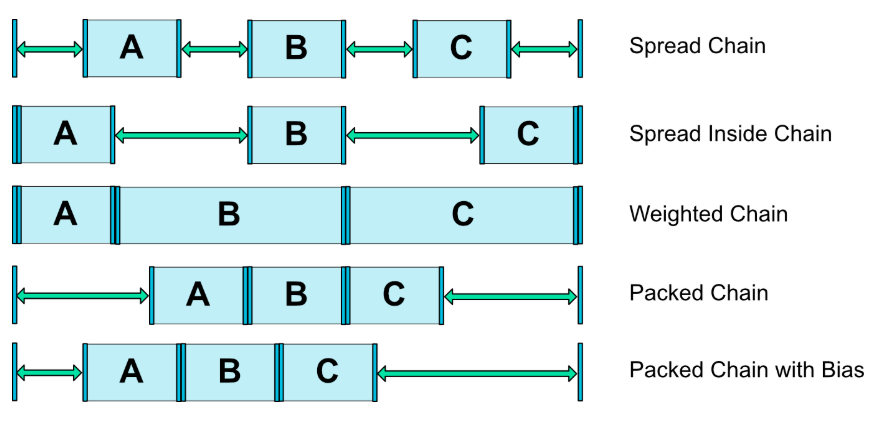 A B C Spread Chain
A B C Spread Inside Chain
A B C Weighted Chain
A B C Packed Chain
A B C Packed Chain with Bias